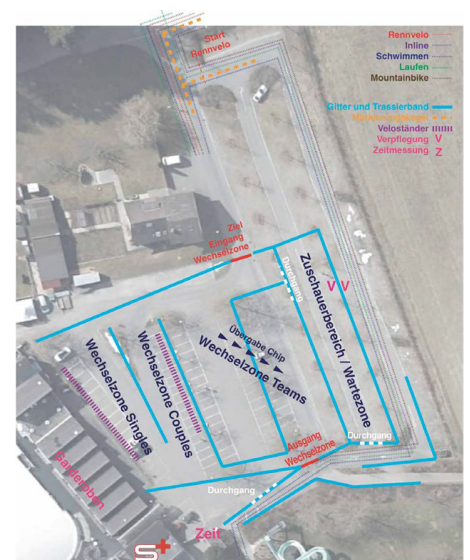 Start
Rennvelo
Rennvelo
Inline
Schwimmen
Laufen
Mountainbike
Gitter und Trassierband
Veloständer
Verpflegung V
Zeitmessung Z
Ziel
Eingang
Wechselzone
Durchgang
V V
Zuschauerbereich / Wartezone
Übergabe Chip
Wechselzone Teams
Wechselzone Couples
Wechselzone Singles
Ausgang
Wechselzone
Durchgang
Durchgang
Garderoben
Zeit
S+